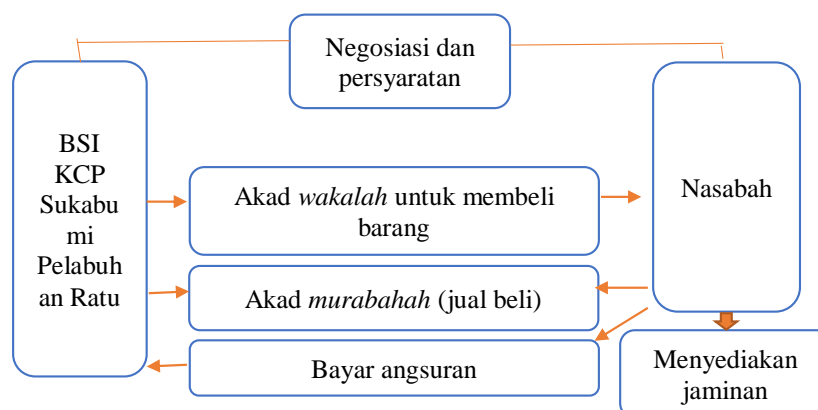 Negosiasi dan
persyaratan
BSI
KCP
Sukabu
mi
Pelabuh
an Ratu
Akad wakalah untuk membeli
barang
Nasabah
Akad murabahah (jual beli)
Bayar angsuran
Menyediakan
jaminan